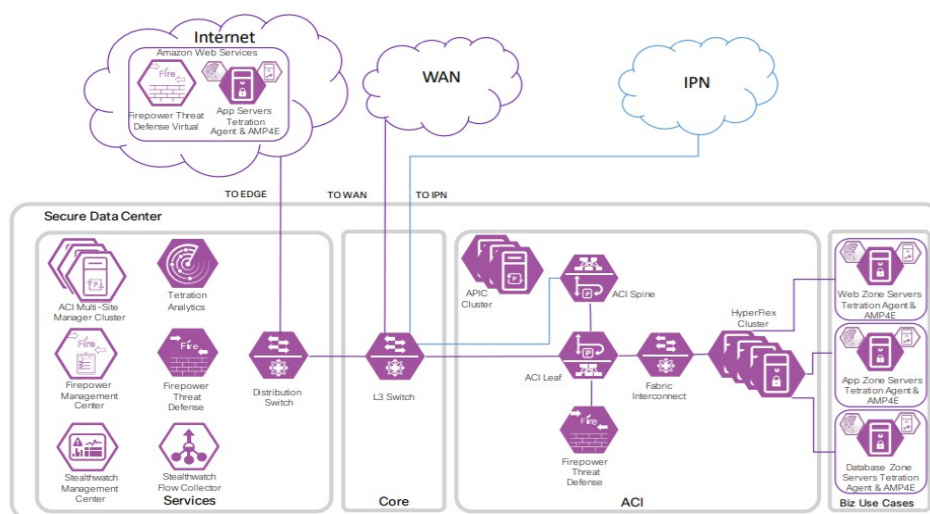 Internet
Amazon Web Services
Fire
Firepower Threat
Defense Virtual
App Servers
Tetration
Agent & AMP4E
WAN
IPN
TO EDGE
TO WAN
TO IPN
Secure Data Center
ACI Multi-Site
Manager Cluster
Tetration
Analytics
Fire
Firepower
Management
Center
Fire
Firepower
Threat
Defense
Stealthwatch
Management
Center
Stealthwatch
Flow Collector
Services
Distribution
Switch
L3 Switch
Core
APIC
Cluster
P
P
ACI Spine
P
ACI Leaf
Fire
Firepower
Threat
Defense
Fabric
Interconnect
HyperFlex
Cluster
ACI
Web Zone Servers
Tetration Agent &
AMP4E
App Zone Servers
Tetration Agent &
AMP4E
Database Zone
Servers Tetration
Agent & AMP4E
Biz Use Cases